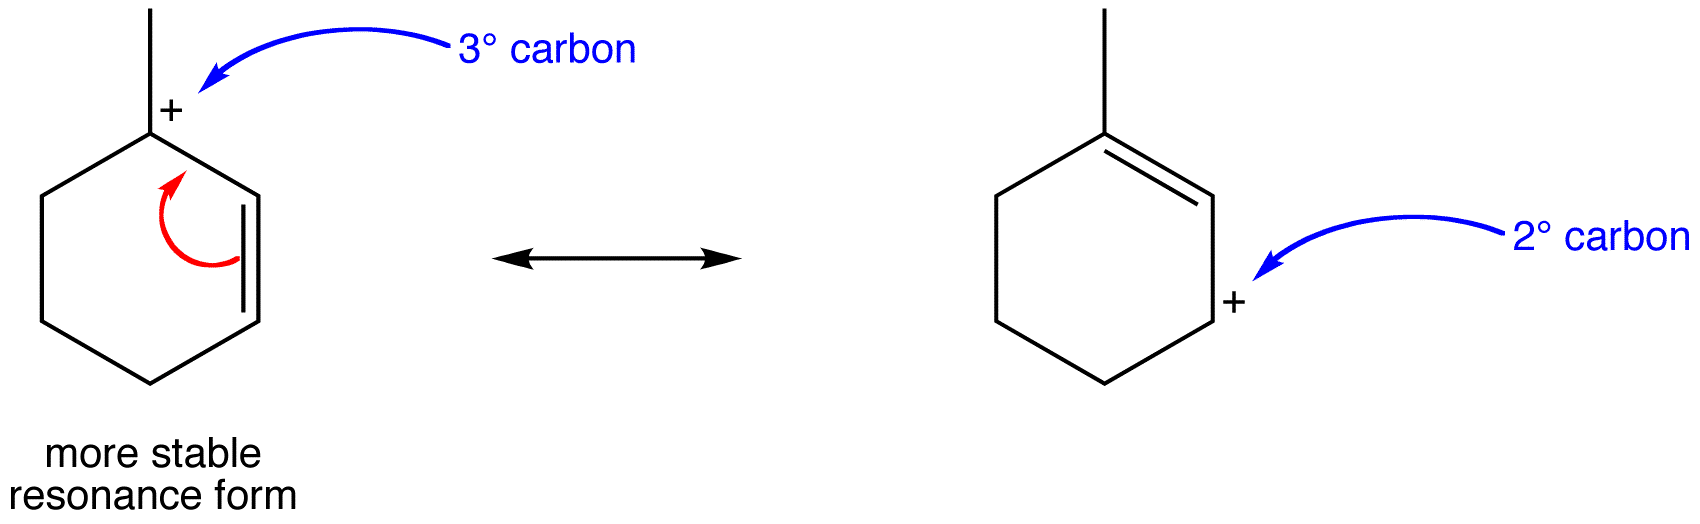 3° carbon
+
2° carbon
+
more stable
resonance form